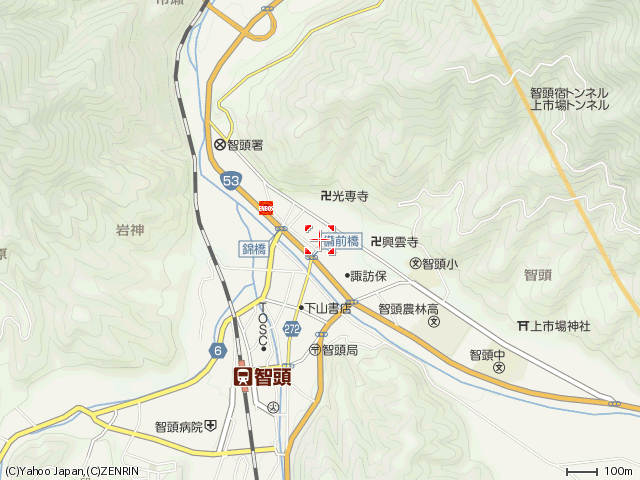 智頭宿トンネル
上市場トンネル
智頭署
53
光専寺
ENEOS
岩神
錦橋
備前橋
興雲寺
智頭小
智頭
諏訪保
下山書店
智頭農林高
TOSC
272
上市場神社
6
智頭局
智頭中
智頭
智頭病院
(C)Yahoo Japan,(C)ZENRIN
100m